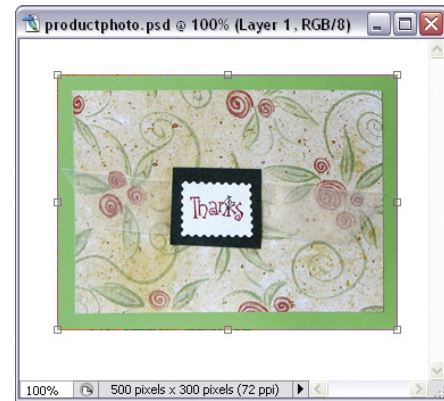 productphoto.psd @ 100% (Layer 1, RGB/8)
Thanks
100%
500 pixels x 300 pixels (72 ppi)